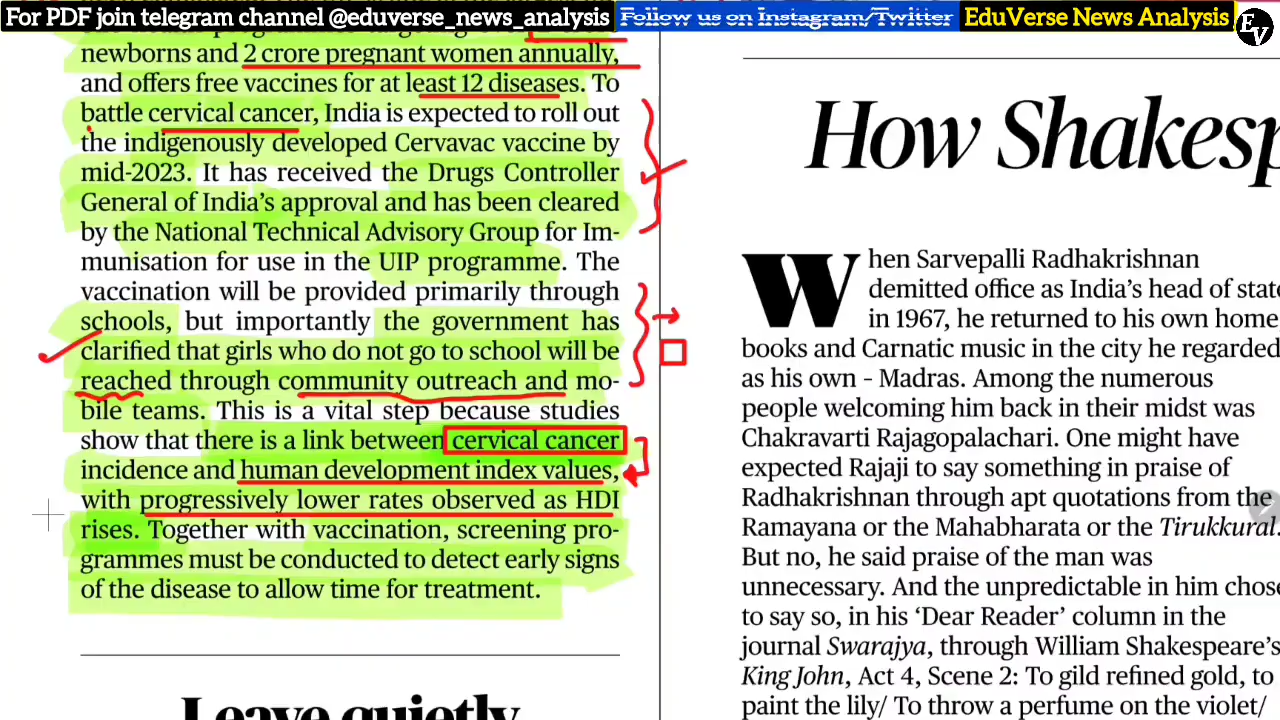 For PDF join telegram channel @eduverse_news_analysis
Follow us on Instagram/Twitter
EduVerse News Analysis
EV
newborns and 2 crore pregnant women annually,
and offers free vaccines for at least 12 diseases. To
battle cervical cancer, India is expected to roll out
the indigenously developed Cervavac vaccine by
mid-2023. It has received the Drugs Controller
General of India's approval and has been cleared
by the National Technical Advisory Group for Im-
munisation for use in the UIP programme. The
vaccination will be provided primarily through
schools, but importantly the government has
clarified that girls who do not go to school will be
reached through community outreach and mo-
bile teams. This is a vital step because studies
show that there is a link between cervical cancer
incidence and human development index values,
with progressively lower rates observed as HDI
rises. Together with vaccination, screening pro-
grammes must be conducted to detect early signs
of the disease to allow time for treatment.
Leave quietly
How Shakesp
When Sarvepalli Radhakrishnan
demitted office as India's head of state
in 1967, he returned to his own home,
books and Carnatic music in the city he regarded
as his own – Madras. Among the numerous
people welcoming him back in their midst was
Chakravarti Rajagopalachari. One might have
expected Rajaji to say something in praise of
Radhakrishnan through apt quotations from the
Ramayana or the Mahabharata or the Tirukkural.
But no, he said praise of the man was
unnecessary. And the unpredictable in him chose
to say so, in his 'Dear Reader' column in the
journal Swarajya, through William Shakespeare's
King John, Act 4, Scene 2: To gild refined gold, to
paint the lily/ To throw a perfume on the violet/